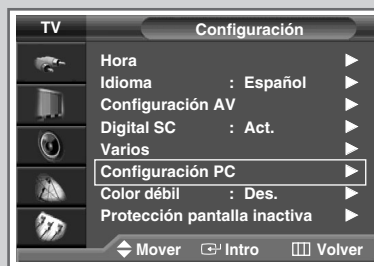 TV Configuración
Hora
Idioma : Español
Configuración AV
Digital SC : Act.
Varios
Configuración PC
Color débil : Des.
Protección pantalla inactiva
Mover Intro Volver